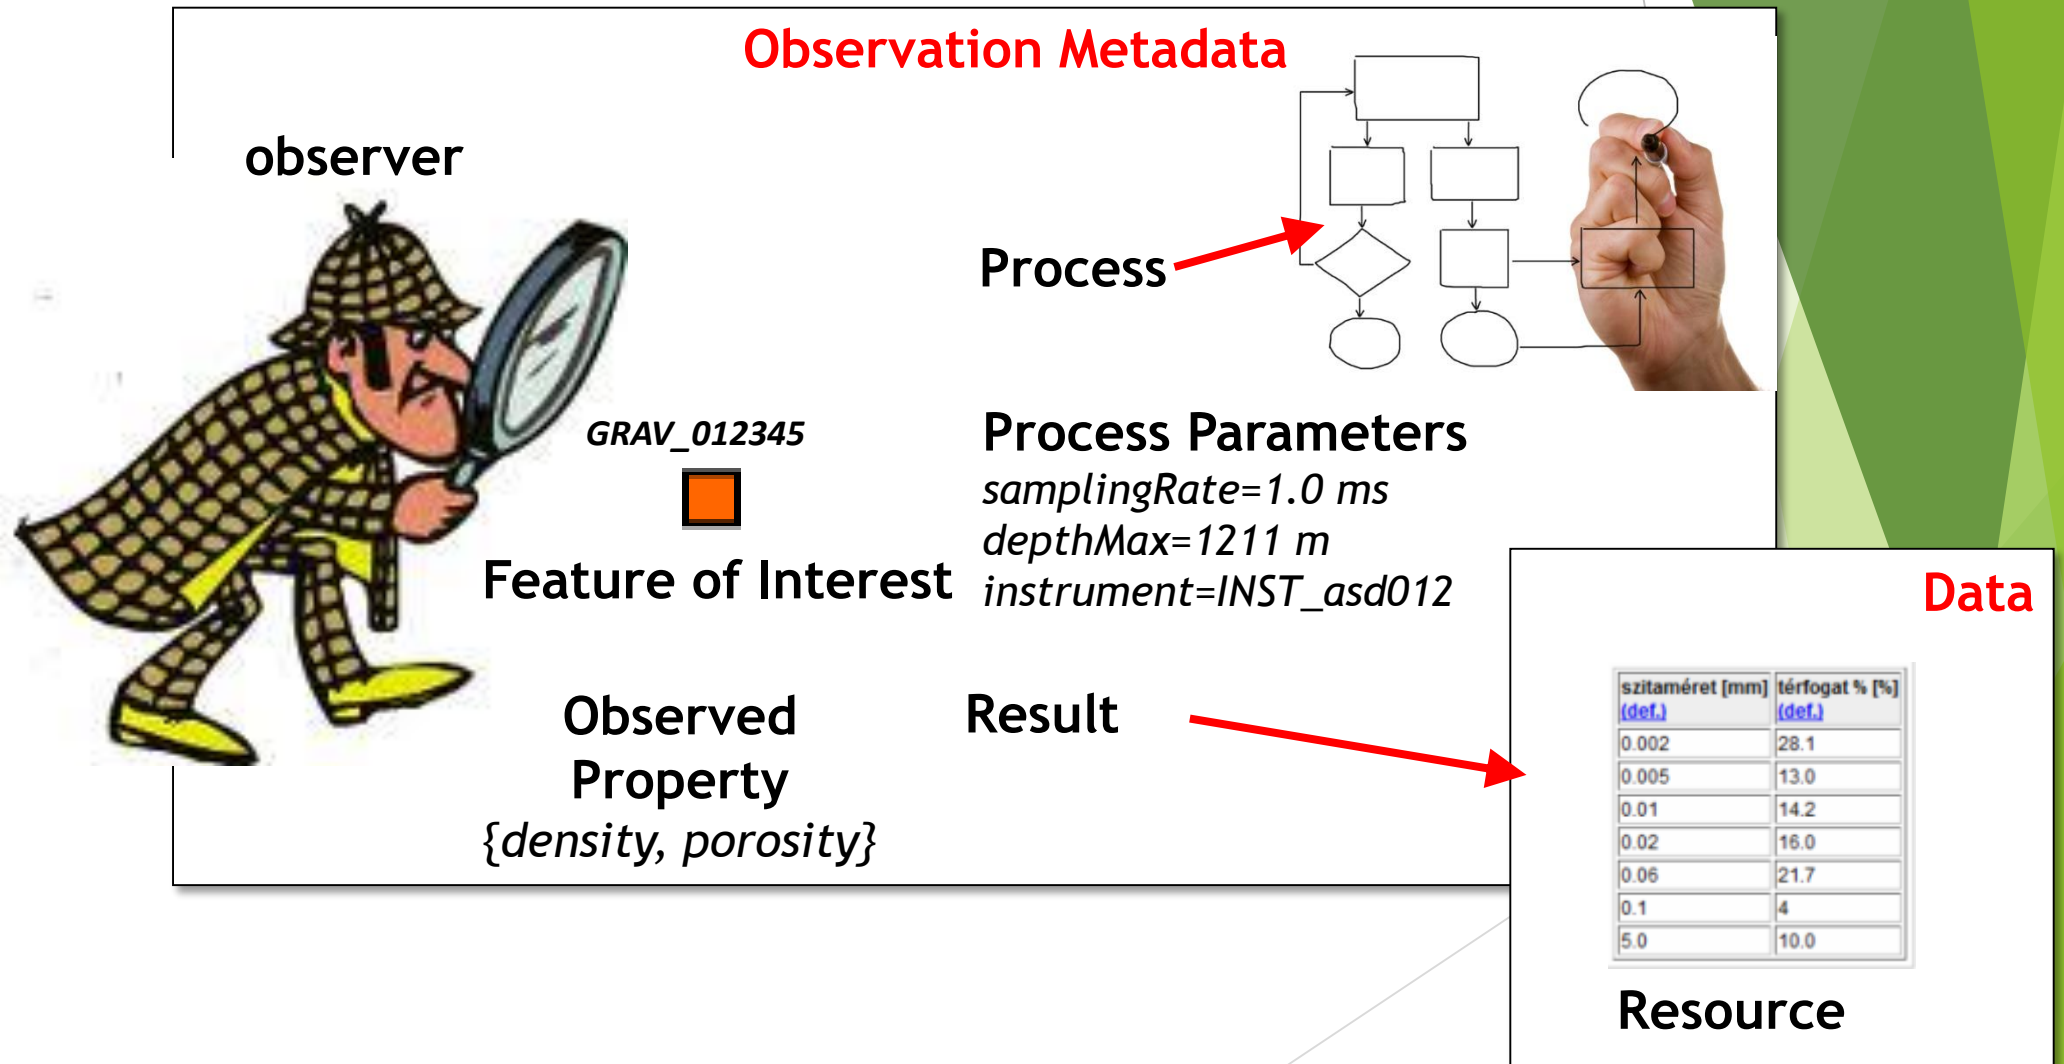 Observation Metadata
observer
Process
GRAV_012345
Feature of Interest
Process Parameters
samplingRate=1.0 ms
depthMax=1211 m
instrument=INST_asd012
Observed
Property
{density, porosity}
Result
Data
szitaméret [mm] térfogat % [%]
(def.) (def.)
0.002 28.1
0.005 13.0
0.01 14.2
0.02 16.0
0.06 21.7
0.1 4
5.0 10.0
Resource